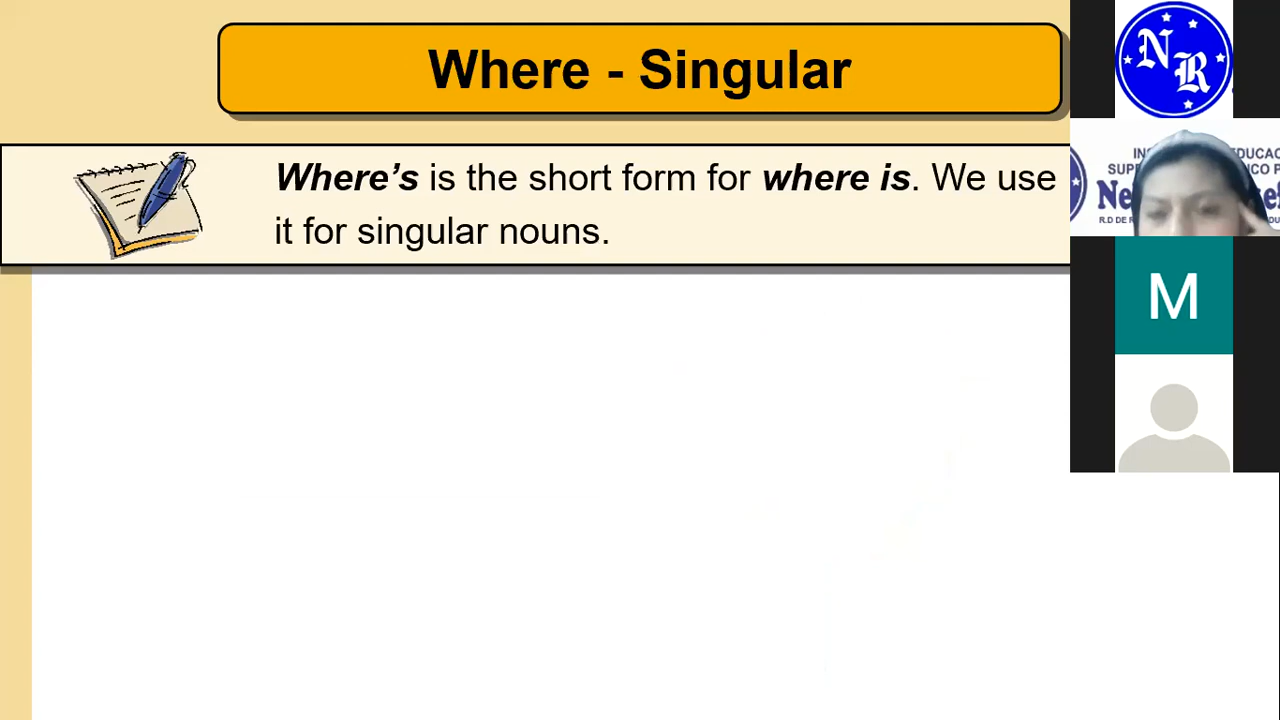 Where - Singular
Where's is the short form for where is. We use
it for singular nouns.
N
R
M